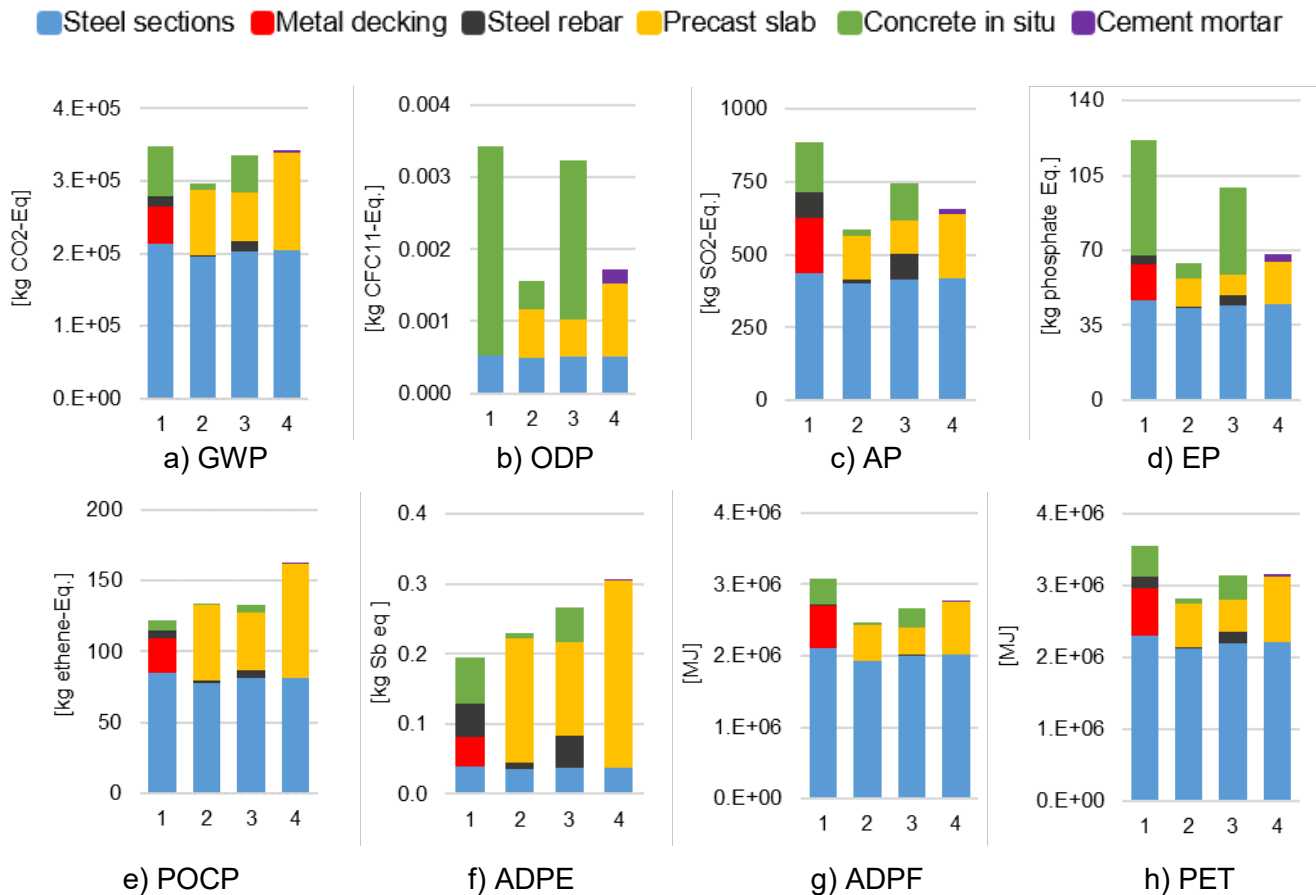 Steel sections Metal decking Steel rebar Precast slab Concrete in situ Cement mortar
[kg CO2-Eq]
4.E+05
3.E+05
2.E+05
1.E+05
0.E+00
1 2 3 4
a) GWP
[kg CFC11-Eq.]
0.004
0.003
0.002
0.001
0.000
1 2 3 4
b) ODP
[kg SO2-Eq.]
1000
750
500
250
0
1 2 3 4
c) AP
[kg phosphate Eq.]
140
105
70
35
0
1 2 3 4
d) EP
[kg ethene-Eq.]
200
150
100
50
0
1 2 3 4
e) POCP
[kg Sb eq ]
0.4
0.3
0.2
0.1
0.0
1 2 3 4
f) ADPE
[MJ]
4.E+06
3.E+06
2.E+06
1.E+06
0.E+00
1 2 3 4
g) ADPF
[MJ]
4.E+06
3.E+06
2.E+06
1.E+06
0.E+00
1 2 3 4
h) PET